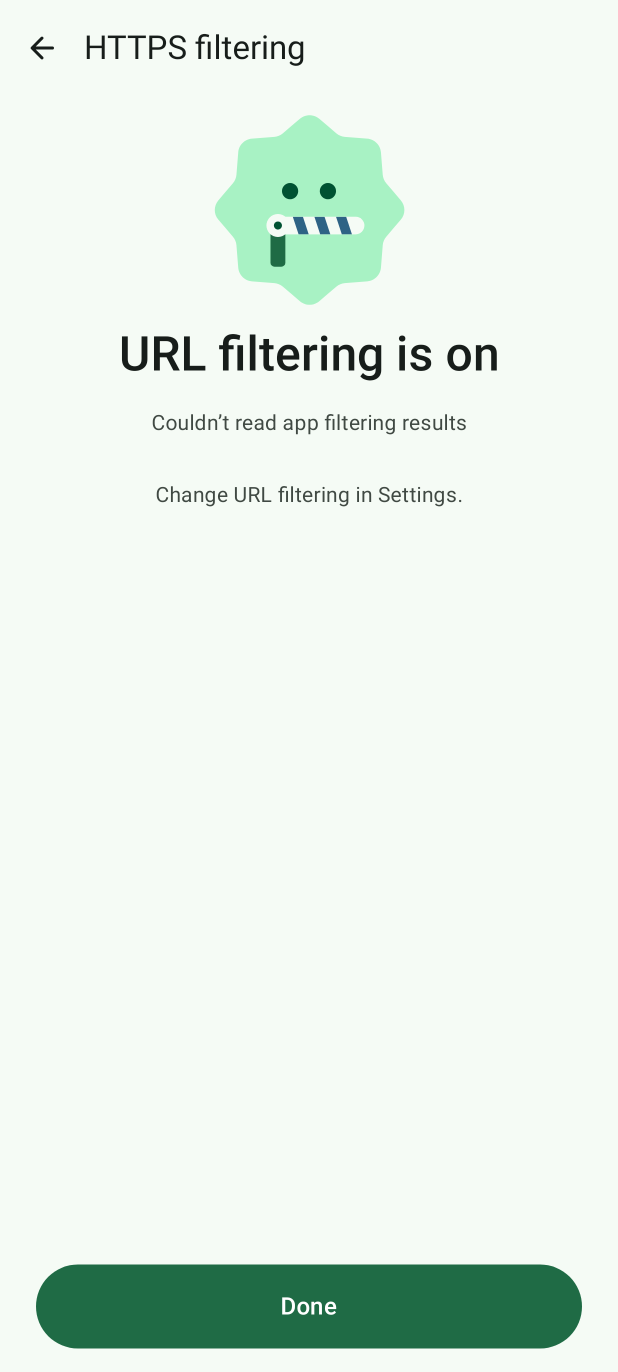 HTTPS filtering
URL filtering is on
Couldn’t read app filtering results
Change URL filtering in Settings.
Done